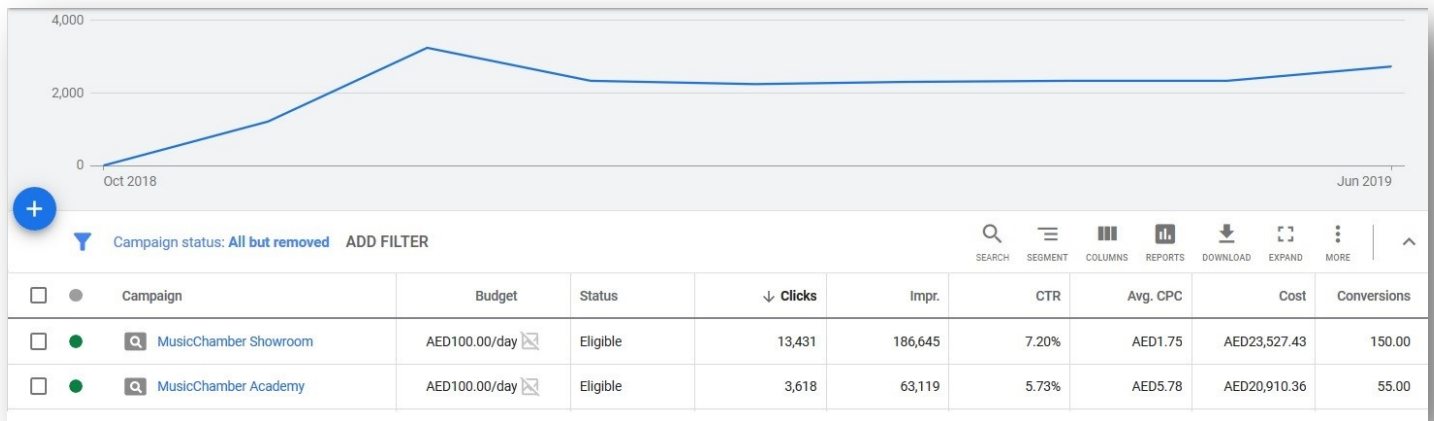 4,000
2,000
0
Oct 2018 Jun 2019
Campaign status: All but removed ADD FILTER
SEARCH SEGMENT COLUMNS REPORTS DOWNLOAD EXPAND MORE
Campaign Budget Status Clicks Impr. CTR Avg. CPC Cost Conversions
MusicChamber Showroom AED100.00/day Eligible 13,431 186,645 7.20% AED1.75 AED23,527.43 150.00
MusicChamber Academy AED100.00/day Eligible 3,618 63,119 5.73% AED5.78 AED20,910.36 55.00